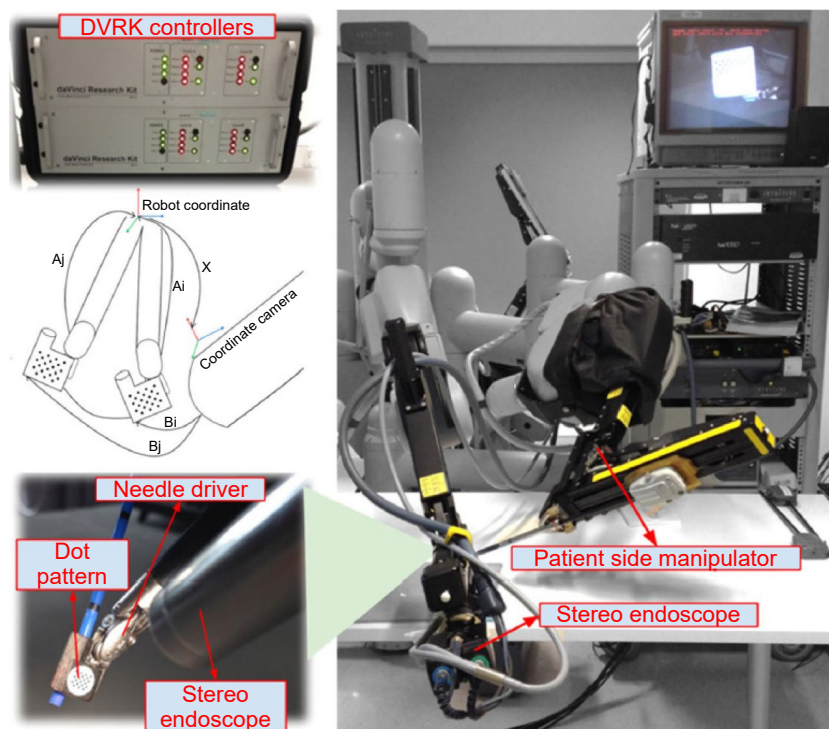 DVRK controllers
daVinci Research Kit
daVinci Research Kit
Robot coordinate
Aj
X
Ai
Coordinate camera
Bi
Bj
Needle driver
Dot
pattern
Stereo
endoscope
Patient side manipulator
Stereo endoscope